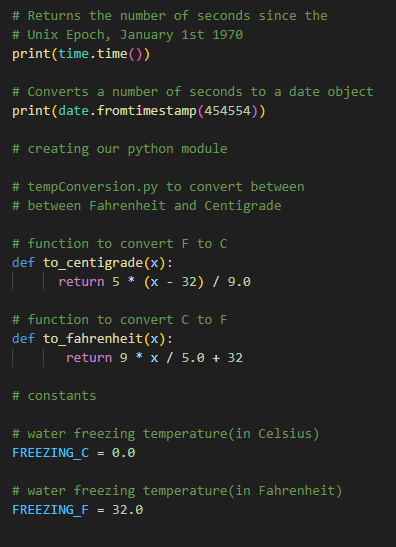 # Returns the number of seconds since the
# Unix Epoch, January 1st 1970
print(time.time())
# Converts a number of seconds to a date object
print(date.fromtimestamp(454554))
# creating our python module
# tempConversion.py to convert between
# between Fahrenheit and Centigrade
# function to convert F to C
def to_centigrade(x):
return 5 * (x - 32) / 9.0
# function to convert C to F
def to_fahrenheit(x):
return 9 * x / 5.0 + 32
# constants
# water freezing temperature(in Celsius)
FREEZING_C = 0.0
# water freezing temperature(in Fahrenheit)
FREEZING_F = 32.0